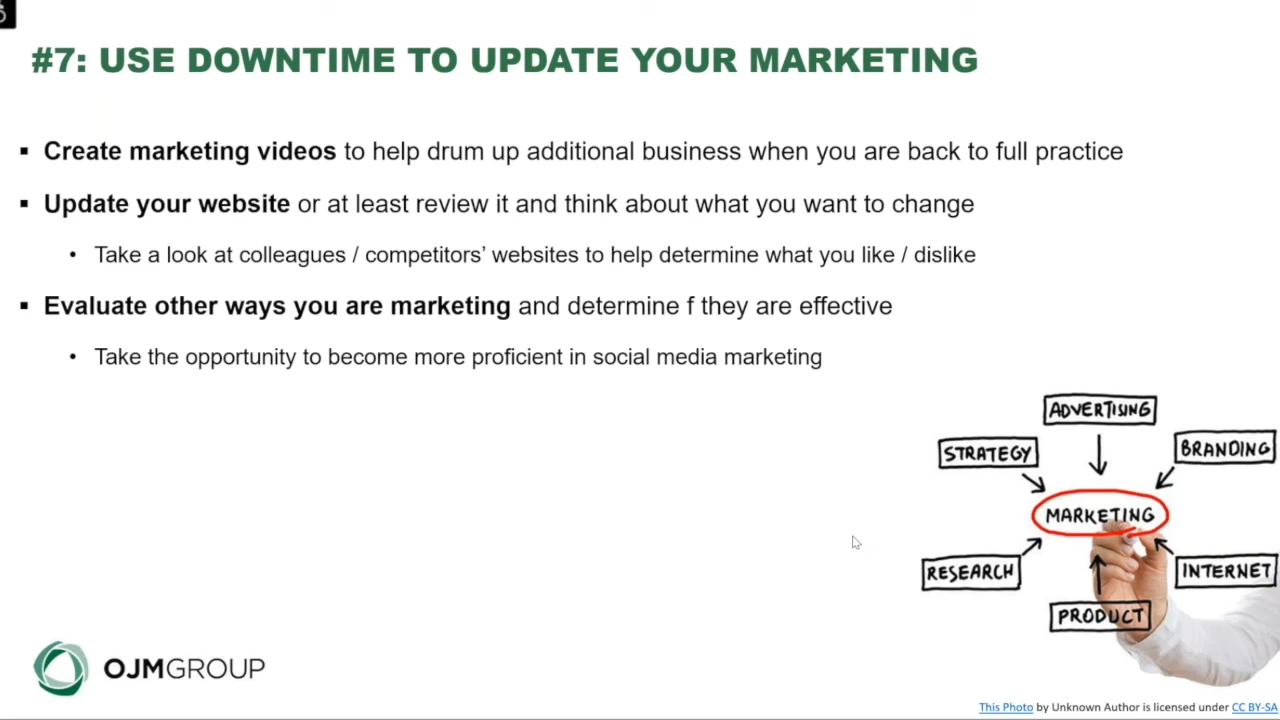 #7: USE DOWNTIME TO UPDATE YOUR MARKETING
▪ Create marketing videos to help drum up additional business when you are back to full practice
▪ Update your website or at least review it and think about what you want to change
• Take a look at colleagues / competitors’ websites to help determine what you like / dislike
▪ Evaluate other ways you are marketing and determine f they are effective
• Take the opportunity to become more proficient in social media marketing
ADVERTISING
STRATEGY
BRANDING
MARKETING
RESEARCH
INTERNET
PRODUCT
OJMGROUP
This Photo by Unknown Author is licensed under CC BY-SA